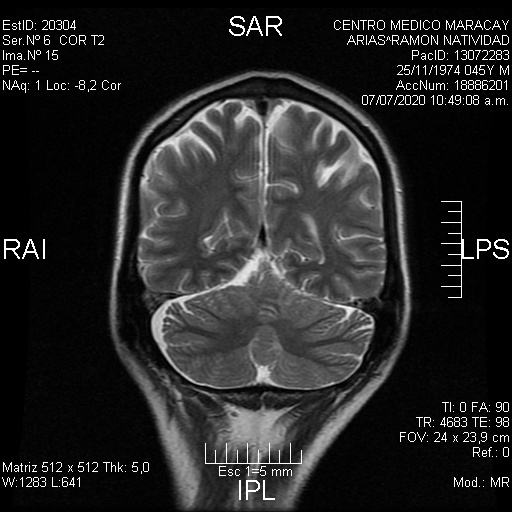 EstID: 20304
Ser.Nº 6 COR T2
Ima.Nº 15
PE= --
NAq: 1 Loc: -8,2 Cor
SAR
CENTRO MEDICO MARACAY
ARIAS^RAMON NATIVIDAD
PacID: 13072283
25/11/1974 045Y M
AccNum: 18886201
07/07/2020 10:49:08 a.m.
RAI
LPS
TI: 0 FA: 90
TR: 4683 TE: 98
FOV: 24 x 23,9 cm
Ref.: 0
Matriz 512 x 512 Thk: 5,0
W:1283 L:641
Esc 1=5 mm
IPL
Mod.: MR